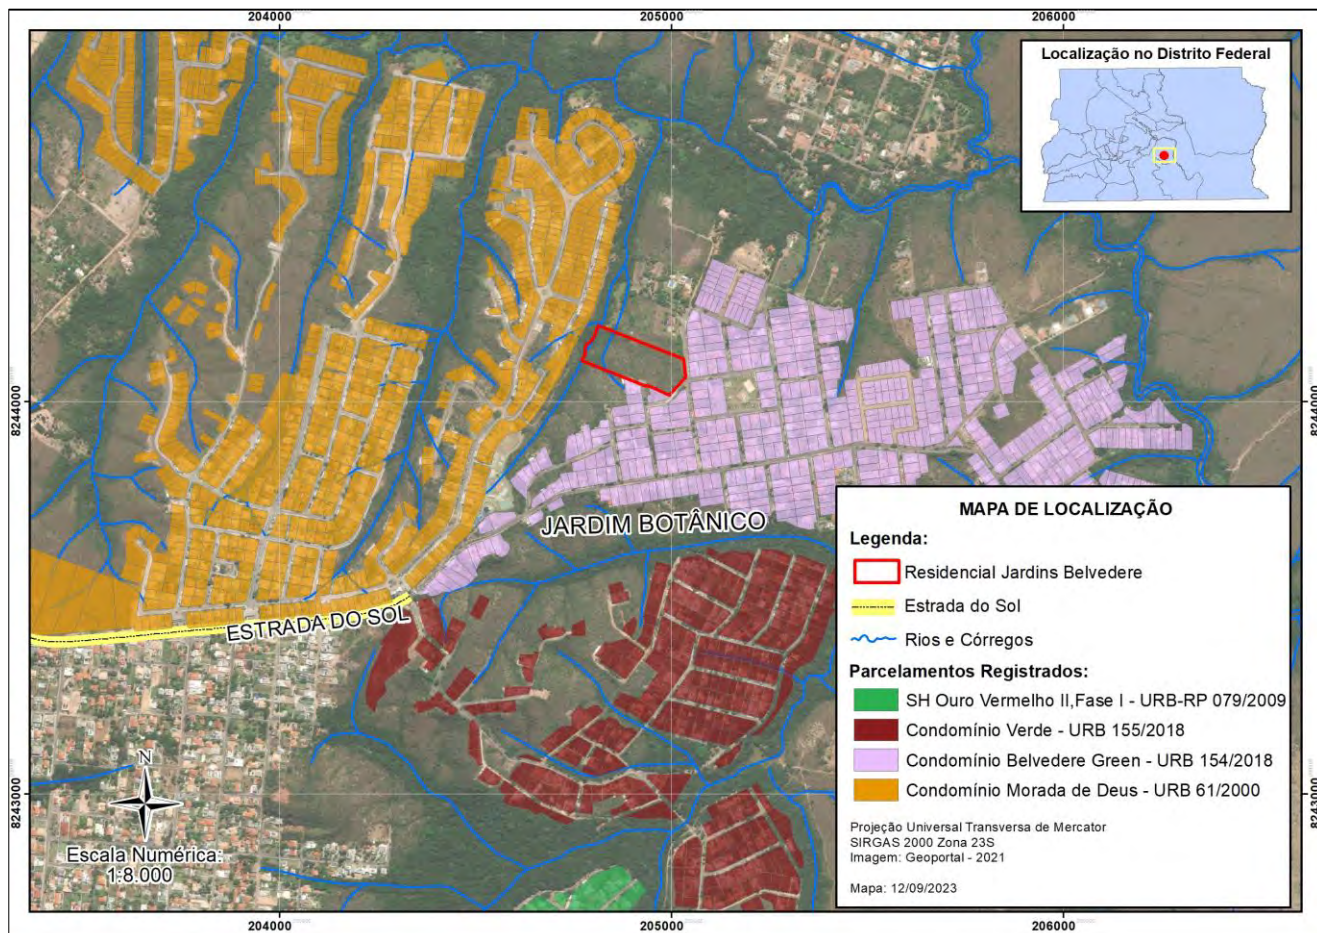 204000
205000
206000
Localização no Distrito Federal
8244000
8244000
JARDIM BOTÂNICO
ESTRADA DO SOL
MAPA DE LOCALIZAÇÃO
Legenda:
Residencial Jardins Belvedere
Estrada do Sol
Rios e Córregos
Parcelamentos Registrados:
SH Ouro Vermelho II,Fase I - URB-RP 079/2009
Condomínio Verde - URB 155/2018
Condomínio Belvedere Green - URB 154/2018
Condomínio Morada de Deus - URB 61/2000
Projeção Universal Transversa de Mercator
SIRGAS 2000 Zona 23S
Imagem: Geoportal - 2021
Mapa: 12/09/2023
N
Escala Numérica:
1:8.000
8243000
8243000
204000
205000
206000